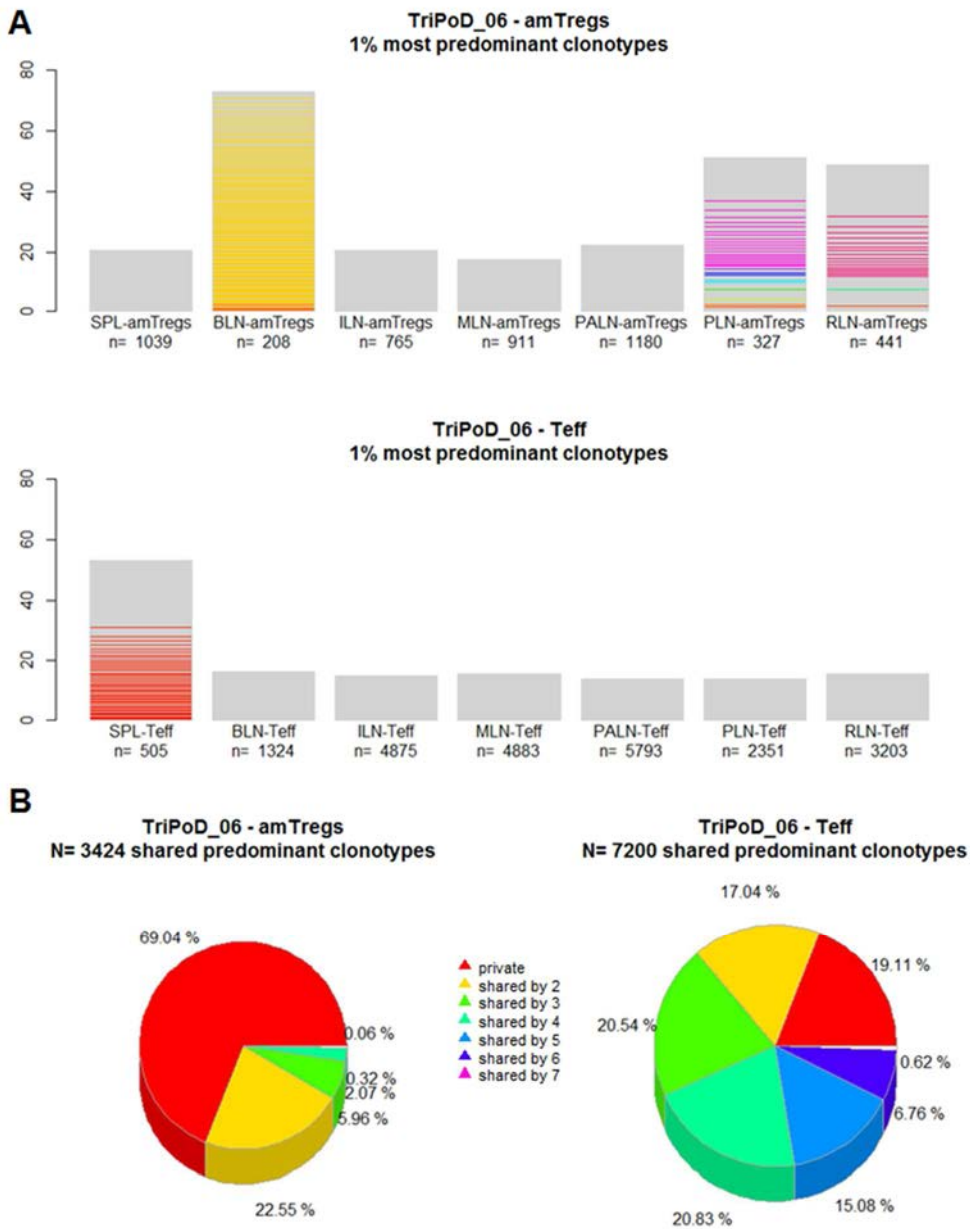 A
TriPoD_06 - amTregs
1% most predominant clonotypes
80
60
40
20
0
SPL-amTregs BLN-amTregs ILN-amTregs MLN-amTregs PALN-amTregs PLN-amTregs RLN-amTregs
n= 1039 n= 208 n= 765 n= 911 n= 1180 n= 327 n= 441
TriPoD_06 - Teff
1% most predominant clonotypes
80
60
40
20
0
SPL-Teff BLN-Teff ILN-Teff MLN-Teff PALN-Teff PLN-Teff RLN-Teff
n= 505 n= 1324 n= 4875 n= 4883 n= 5793 n= 2351 n= 3203
B
TriPoD_06 - amTregs
N= 3424 shared predominant clonotypes
69.04 %
0.06 %
0.32 %
2.07 %
5.96 %
22.55 %
private
shared by 2
shared by 3
shared by 4
shared by 5
shared by 6
shared by 7
TriPoD_06 - Teff
N= 7200 shared predominant clonotypes
17.04 %
19.11 %
20.54 %
0.62 %
6.76 %
15.08 %
20.83 %